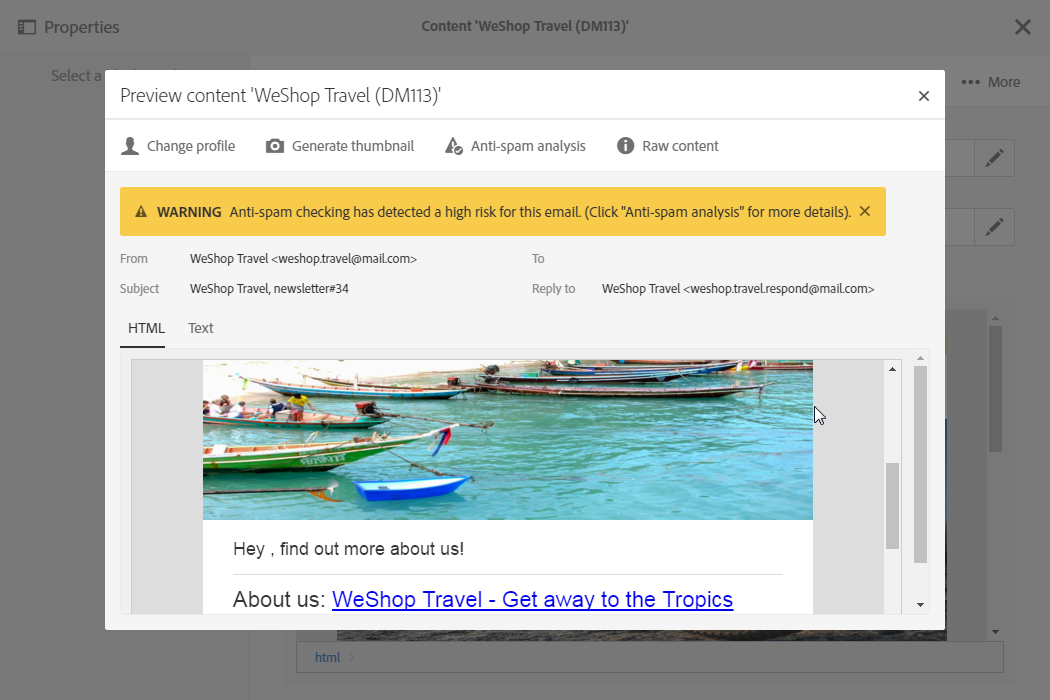 Properties
Content 'WeShop Travel (DM113)'
Select a
More
Preview content 'WeShop Travel (DM113)'
Change profile
Generate thumbnail
Anti-spam analysis
Raw content
WARNING Anti-spam checking has detected a high risk for this email. (Click "Anti-spam analysis" for more details).
From WeShop Travel <weshop.travel@mail.com> To
Subject WeShop Travel, newsletter#34 Reply to WeShop Travel <weshop.travel.respond@mail.com>
HTML Text
Hey , find out more about us!
About us: WeShop Travel - Get away to the Tropics
html